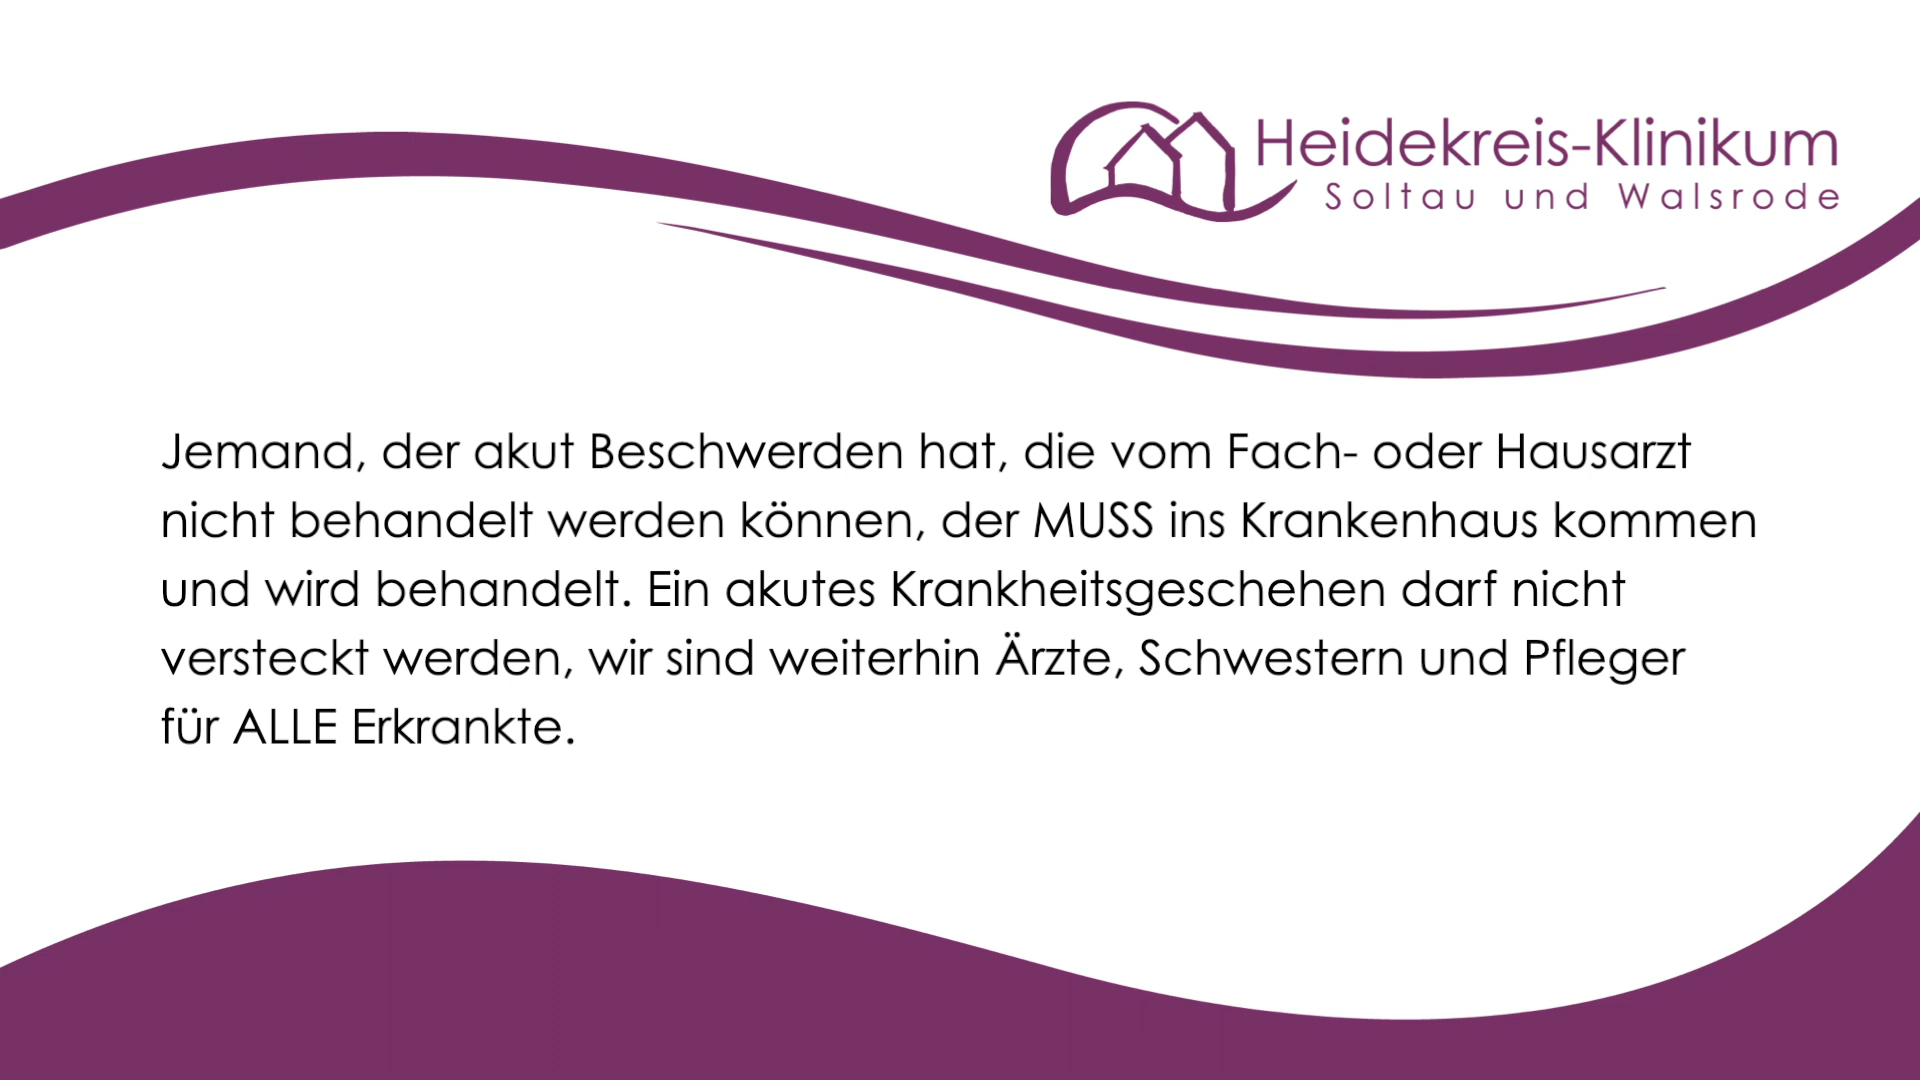 Heidekreis-Klinikum
Soltau und Walsrode
Jemand, der akut Beschwerden hat, die vom Fach- oder Hausarzt
nicht behandelt werden können, der MUSS ins Krankenhaus kommen
und wird behandelt. Ein akutes Krankheitsgeschehen darf nicht
versteckt werden, wir sind weiterhin Ärzte, Schwestern und Pfleger
für ALLE Erkrankte.